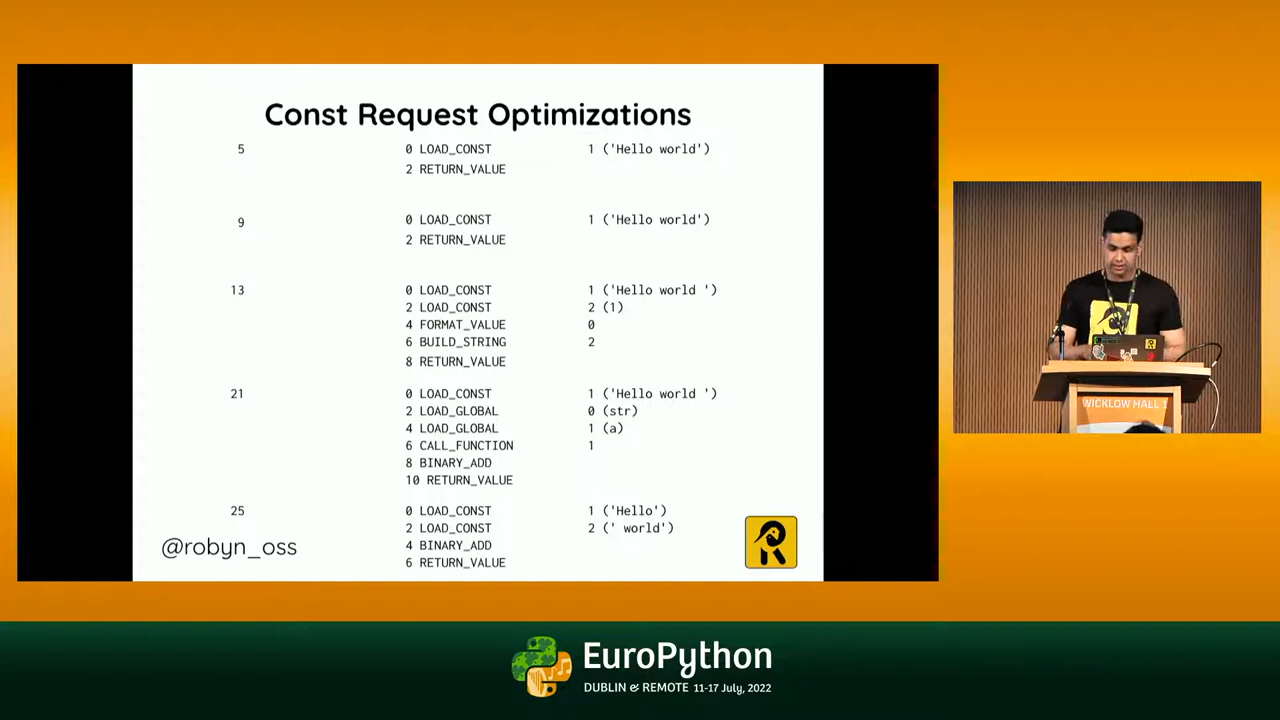 Const Request Optimizations
5 0 LOAD_CONST 1 ('Hello world')
2 RETURN_VALUE
9 0 LOAD_CONST 1 ('Hello world')
2 RETURN_VALUE
13 0 LOAD_CONST 1 ('Hello world ')
2 LOAD_CONST 2 (1)
4 FORMAT_VALUE 0
6 BUILD_STRING 2
8 RETURN_VALUE
21 0 LOAD_CONST 1 ('Hello world ')
2 LOAD_GLOBAL 0 (str)
4 LOAD_GLOBAL 1 (a)
6 CALL_FUNCTION 1
8 BINARY_ADD
10 RETURN_VALUE
25 0 LOAD_CONST 1 ('Hello')
2 LOAD_CONST 2 (' world')
4 BINARY_ADD
6 RETURN_VALUE
@robyn_oss
R
WICKLOW HALL 1
EuroPython
DUBLIN & REMOTE 11-17 July, 2022